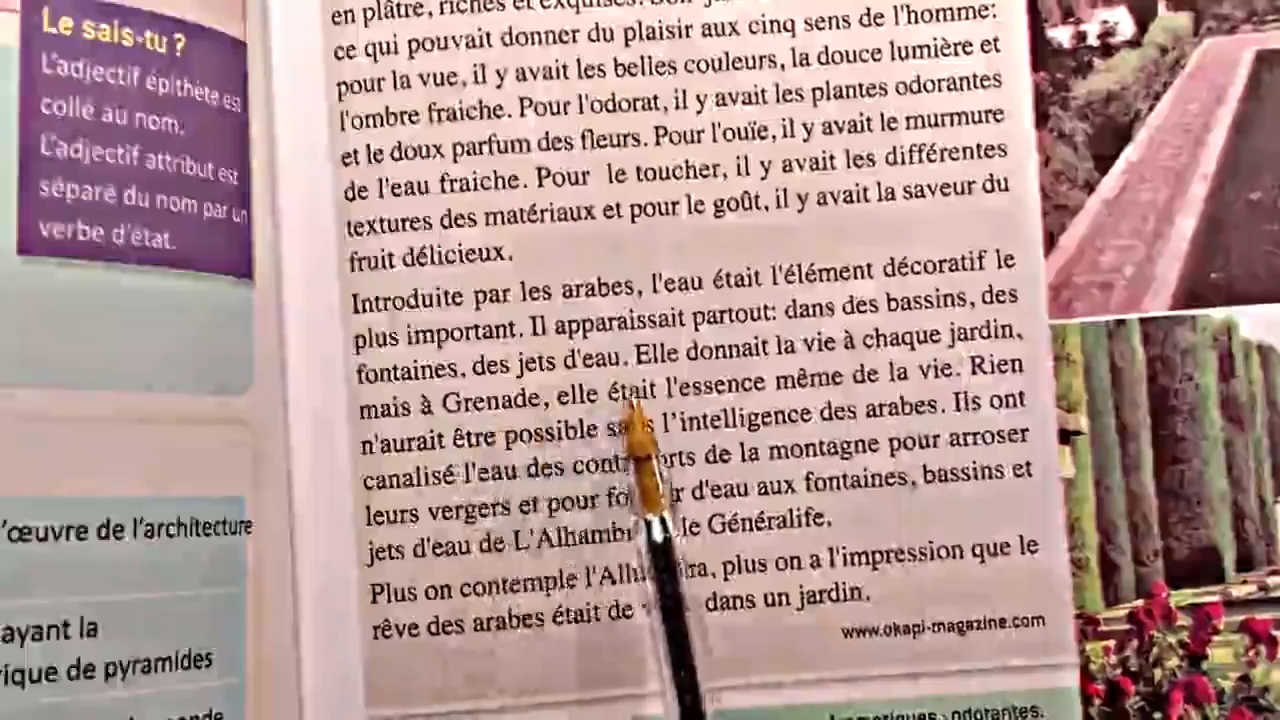 Le sais-tu ?
L'adjectif épithète est
collé au nom.
L'adjectif attribut est
séparé du nom par un
verbe d'état.
'œuvre de l'architecture
ayant la
rique de pyramides
en plâtre, riches et exquises.
ce qui pouvait donner du plaisir aux cinq sens de l'homme:
pour la vue, il y avait les belles couleurs, la douce lumière et
l'ombre fraiche. Pour l'odorat, il y avait les plantes odorantes
et le doux parfum des fleurs. Pour l'ouïe, il y avait le murmure
de l'eau fraiche. Pour le toucher, il y avait les différentes
textures des matériaux et pour le goût, il y avait la saveur du
fruit délicieux.
Introduite par les arabes, l'eau était l'élément décoratif le
plus important. Il apparaissait partout: dans des bassins, des
fontaines, des jets d'eau. Elle donnait la vie à chaque jardin,
mais à Grenade, elle était l'essence même de la vie. Rien
n'aurait être possible sans l'intelligence des arabes. Ils ont
canalisé l'eau des de la montagne pour arroser
leurs vergers et pour d'eau aux fontaines, bassins et
jets d'eau de L'Alhamb le Généralife.
Plus on contemple plus on a l'impression que le
rêve des arabes était de dans un jardin.
www.okapi-magazine.com
odorantes.